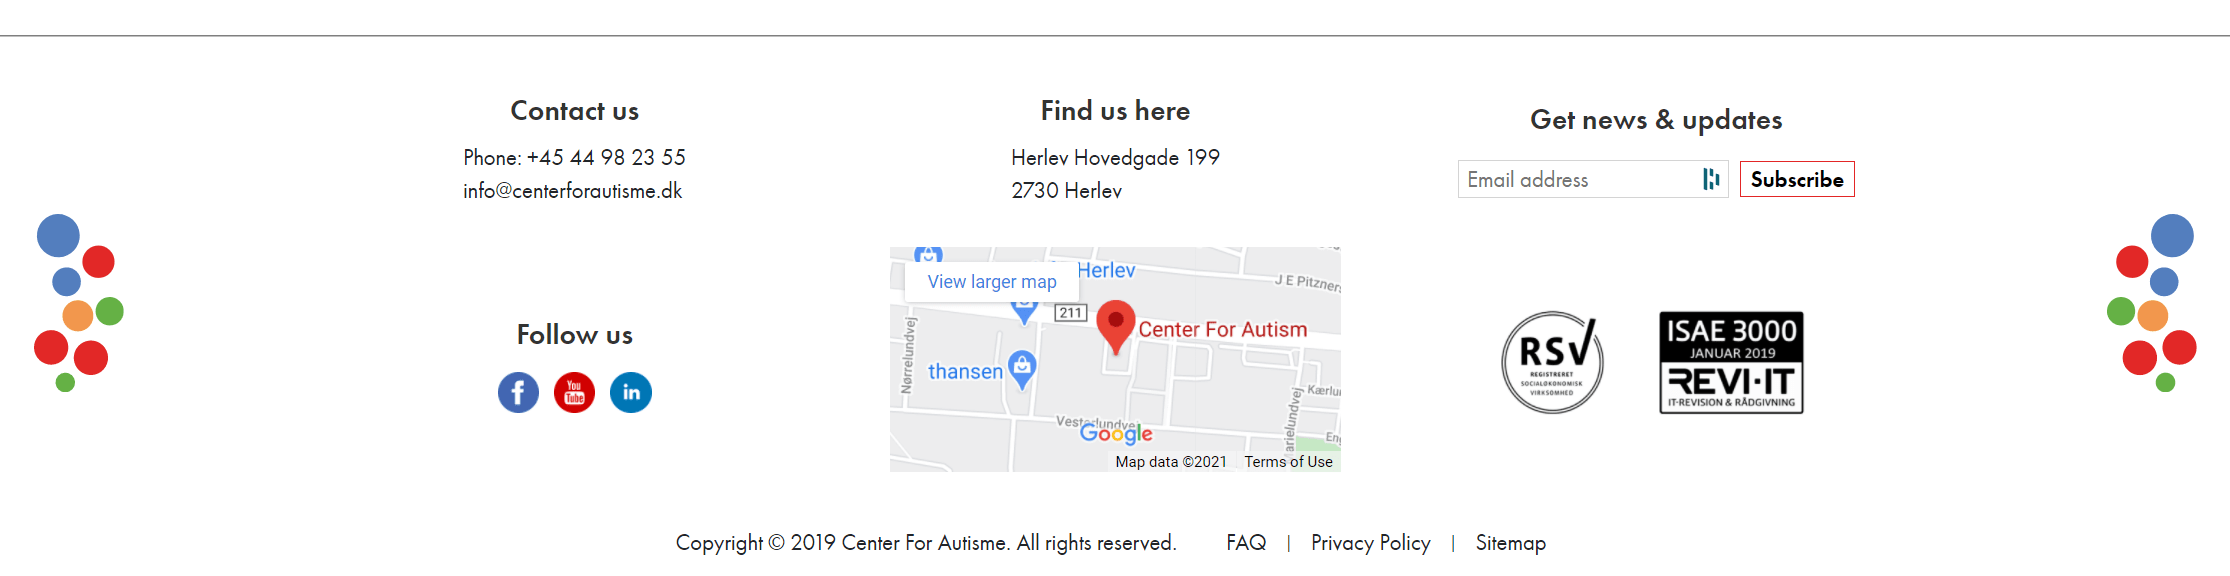 Contact us
Phone: +45 44 98 23 55
info@centerforautisme.dk
Follow us
f
You
Tube
in
Find us here
Herlev Hovedgade 199
2730 Herlev
View larger map
Herlev
J E Pitzners
211
Center For Autism
thansen
Nørrelundvej
Kærlu
Google
Map data ©2021 Terms of Use
Get news & updates
Email address
Subscribe
RSV
REGISTRERET
SOCIALØKONOMISK
VIRKSOMHED
ISAE 3000
JANUAR 2019
REVI-IT
IT-REVISION & RÅDGIVNING
Copyright © 2019 Center For Autisme. All rights reserved. FAQ | Privacy Policy | Sitemap